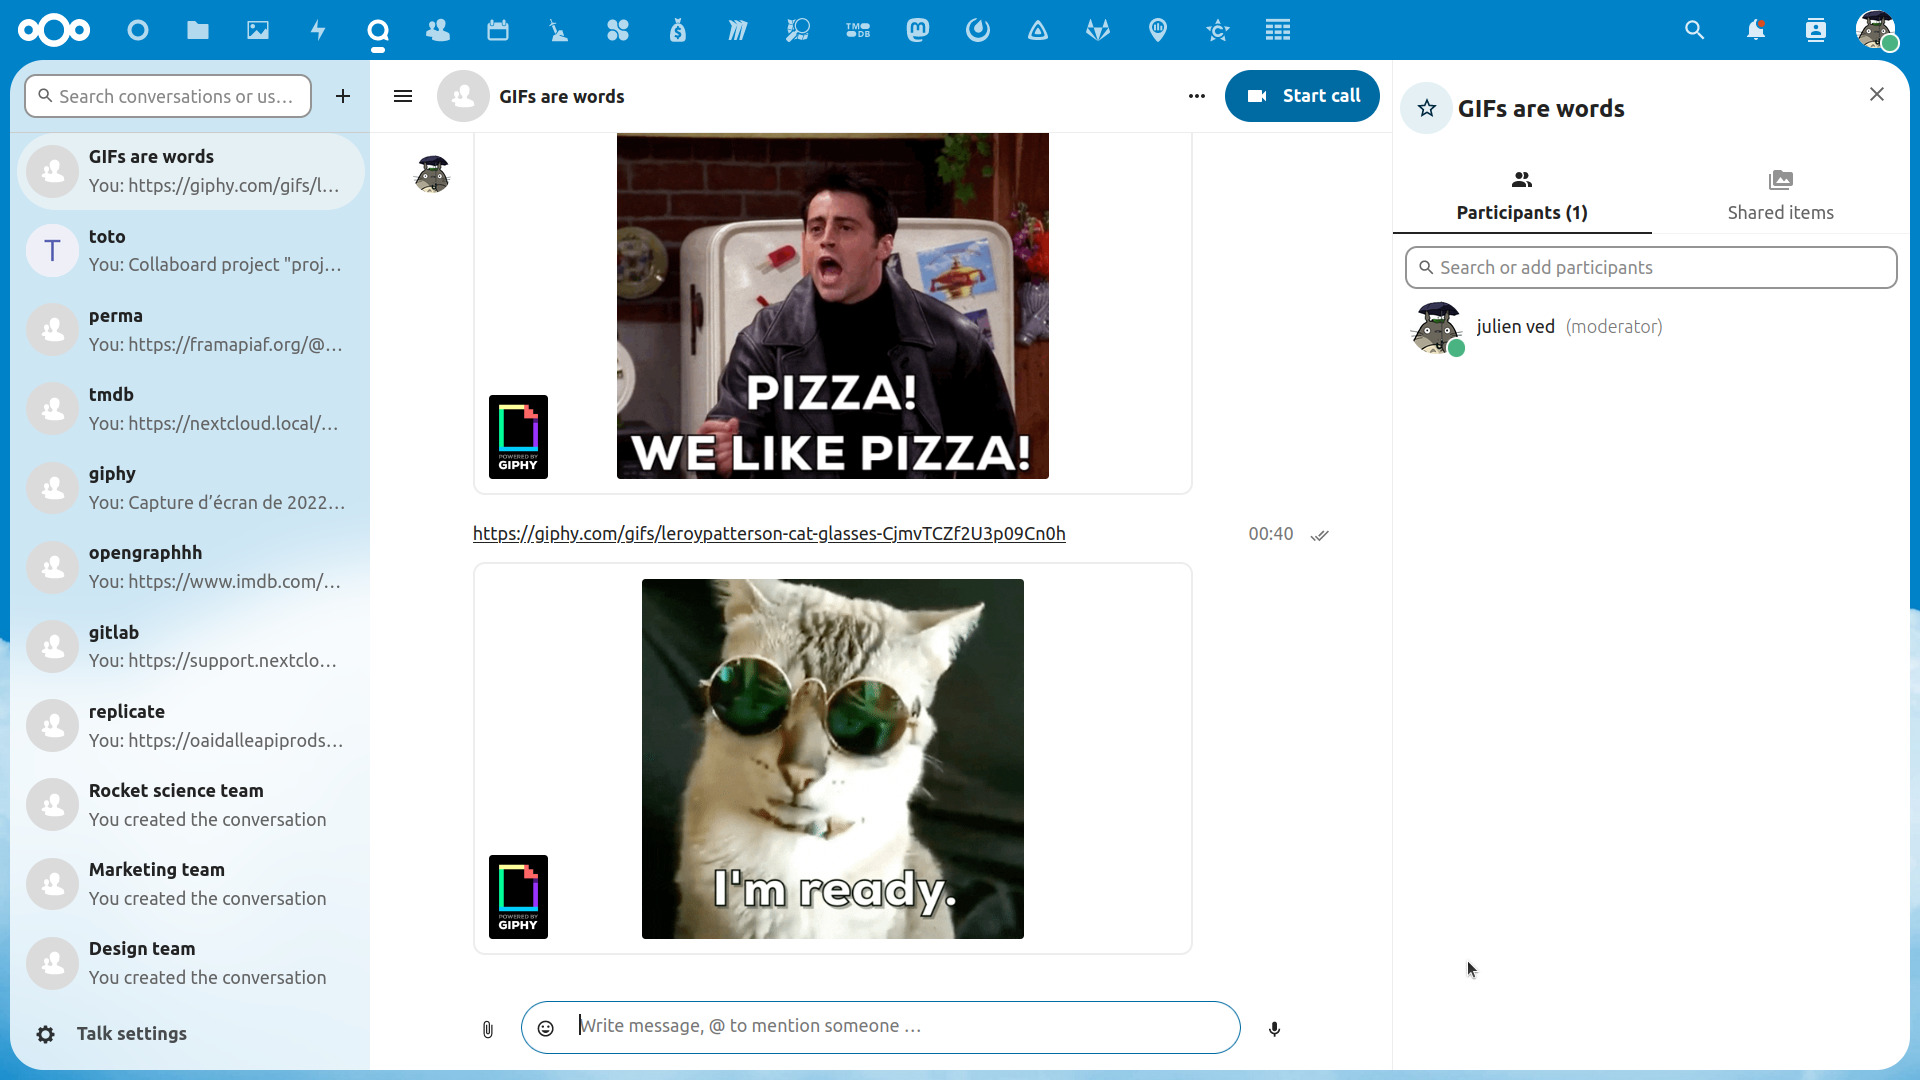 TM
DB
Search conversations or us…
GIFs are words
You: https://giphy.com/gifs/l…
T
toto
You: Collaboard project "proj…
perma
You: https://framapiaf.org/@…
tmdb
You: https://nextcloud.local/…
giphy
You: Capture d’écran de 2022…
opengraphhh
You: https://www.imdb.com/…
gitlab
You: https://support.nextclo…
replicate
You: https://oaidalleapiprods…
Rocket science team
You created the conversation
Marketing team
You created the conversation
Design team
You created the conversation
Talk settings
GIFs are words
Start call
PIZZA!
WE LIKE PIZZA!
POWERED BY
GIPHY
https://giphy.com/gifs/leroypatterson-cat-glasses-CjmvTCZf2U3p09Cn0h
00:40
I'm ready.
POWERED BY
GIPHY
Write message, @ to mention someone …
GIFs are words
Participants (1)
Shared items
Search or add participants
julien ved (moderator)